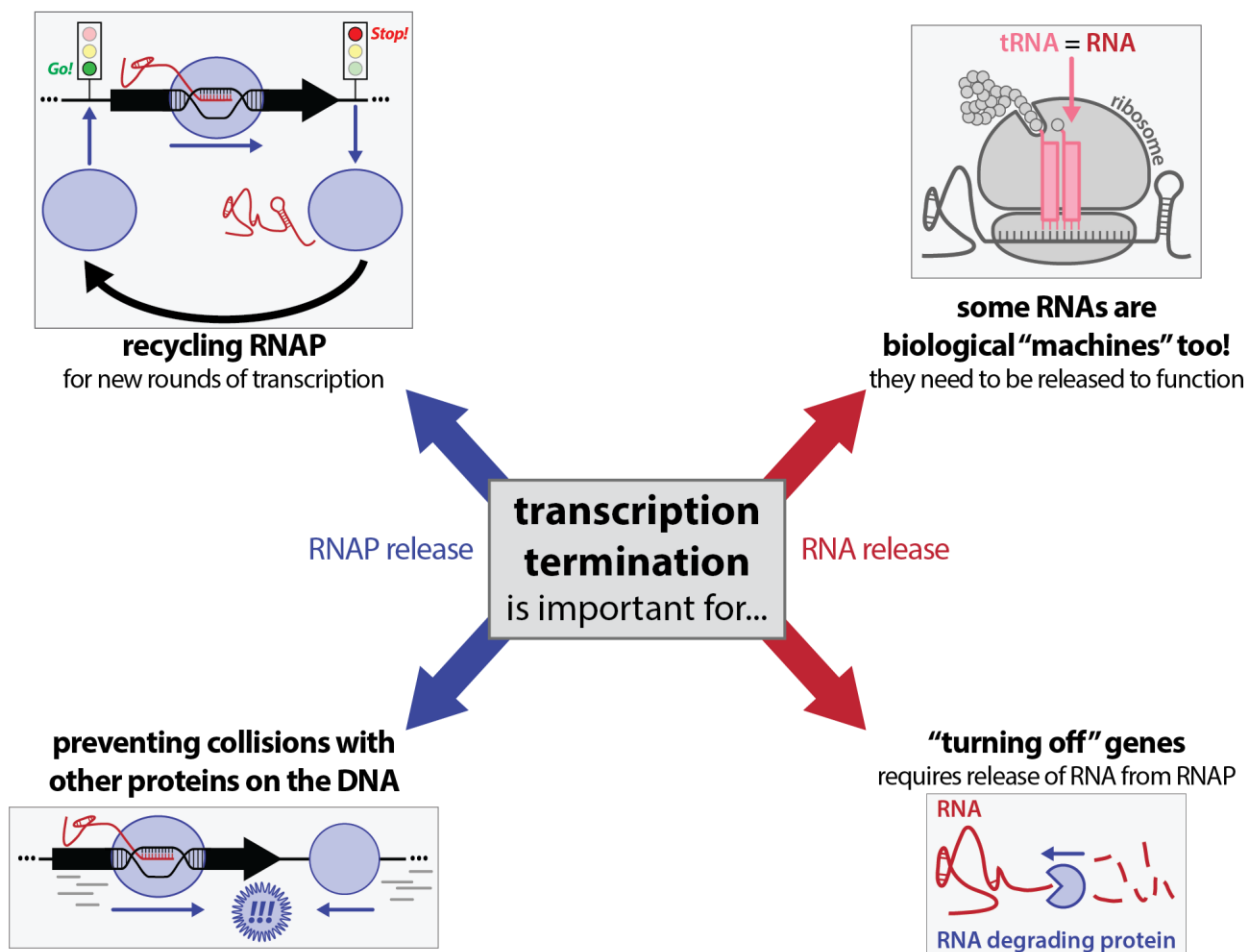 Go!
Stop!
...
...
recycling RNAP
for new rounds of transcription
tRNA = RNA
ribosome
some RNAs are
biological “machines” too!
they need to be released to function
RNAP release
transcription
termination
is important for...
RNA release
preventing collisions with
other proteins on the DNA
...
...
!!!
“turning off” genes
requires release of RNA from RNAP
RNA
RNA degrading protein